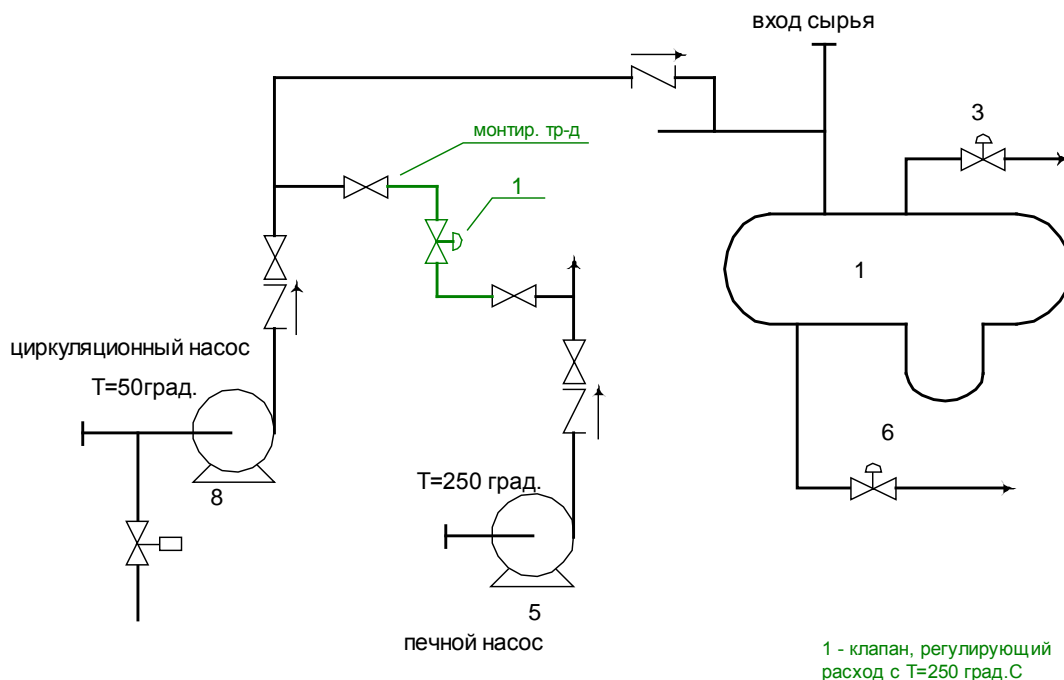 вход сырья
3
монтир. тр-д
1
1
циркуляционный насос
T=50град.
6
T=250 град.
8
5
печной насос
1 - клапан, регулирующий
расход с T=250 град.С